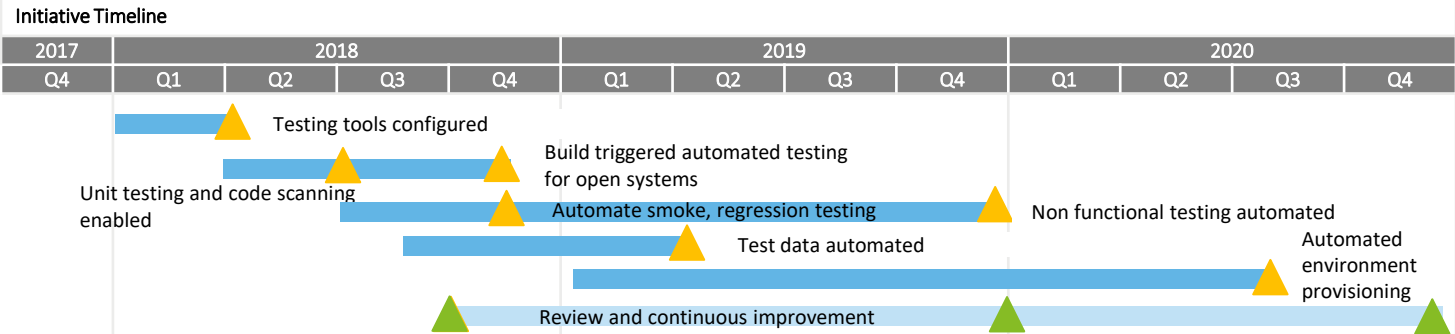 Initiative Timeline
2017 2018 2019 2020
Q4 Q1 Q2 Q3 Q4 Q1 Q2 Q3 Q4 Q1 Q2 Q3 Q4
Testing tools configured
Build triggered automated testing
for open systems
Unit testing and code scanning
enabled
Automate smoke, regression testing
Non functional testing automated
Test data automated
Automated
environment
provisioning
Review and continuous improvement